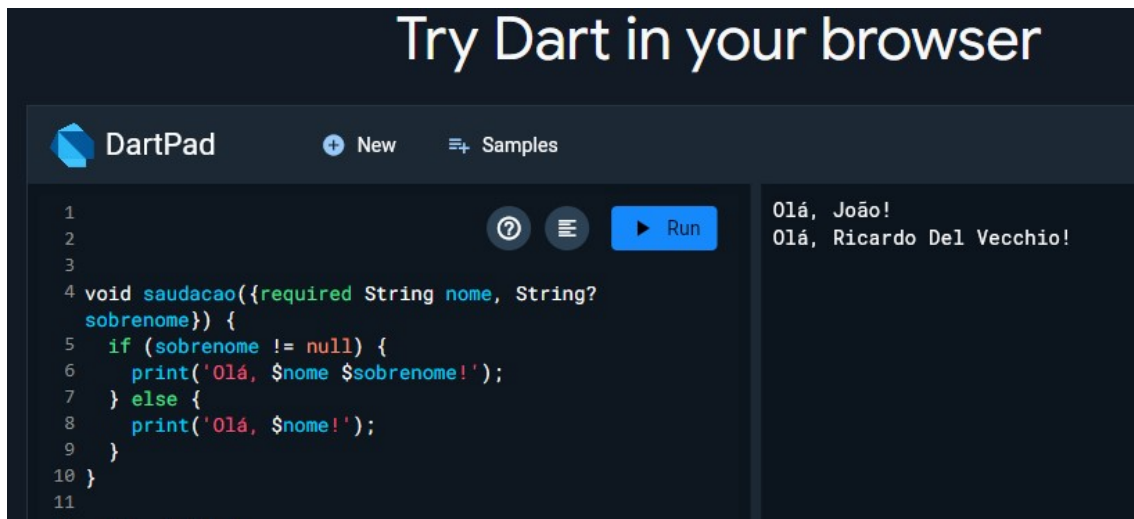 Try Dart in your browser
DartPad New Samples
1
2
Run
3
4 void saudacao({required String nome, String?
sobrenome}) {
5 if (sobrenome != null) {
6 print('Olá, $nome $sobrenome!');
7 } else {
8 print('Olá, $nome!');
9 }
10 }
11
Olá, João!
Olá, Ricardo Del Vecchio!